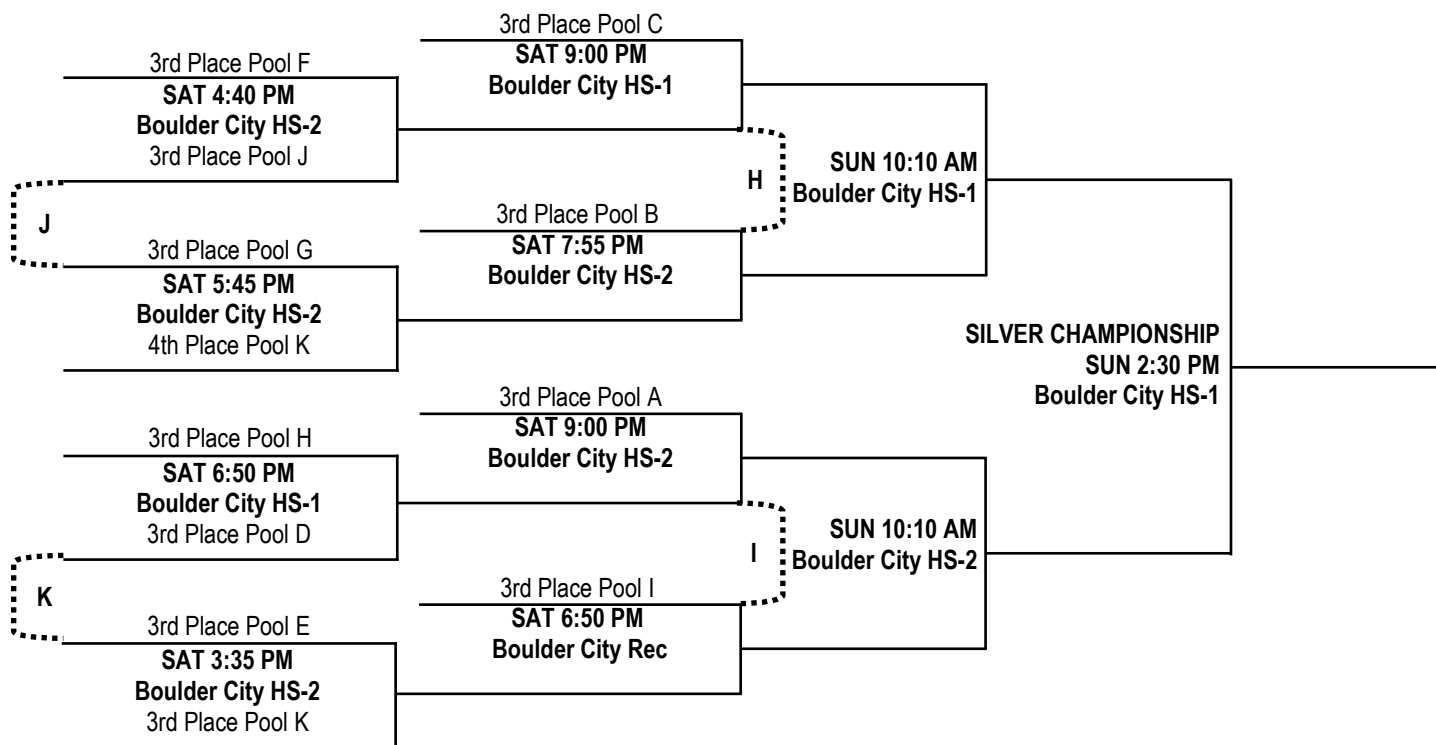 3rd Place Pool C
SAT 9:00 PM
Boulder City HS-1
3rd Place Pool F
SAT 4:40 PM
Boulder City HS-2
3rd Place Pool J
H
SUN 10:10 AM
Boulder City HS-1
J
3rd Place Pool B
SAT 7:55 PM
Boulder City HS-2
3rd Place Pool G
SAT 5:45 PM
Boulder City HS-2
4th Place Pool K
SILVER CHAMPIONSHIP
SUN 2:30 PM
Boulder City HS-1
3rd Place Pool A
SAT 9:00 PM
Boulder City HS-2
3rd Place Pool H
SAT 6:50 PM
Boulder City HS-1
3rd Place Pool D
I
SUN 10:10 AM
Boulder City HS-2
K
3rd Place Pool I
SAT 6:50 PM
Boulder City Rec
3rd Place Pool E
SAT 3:35 PM
Boulder City HS-2
3rd Place Pool K